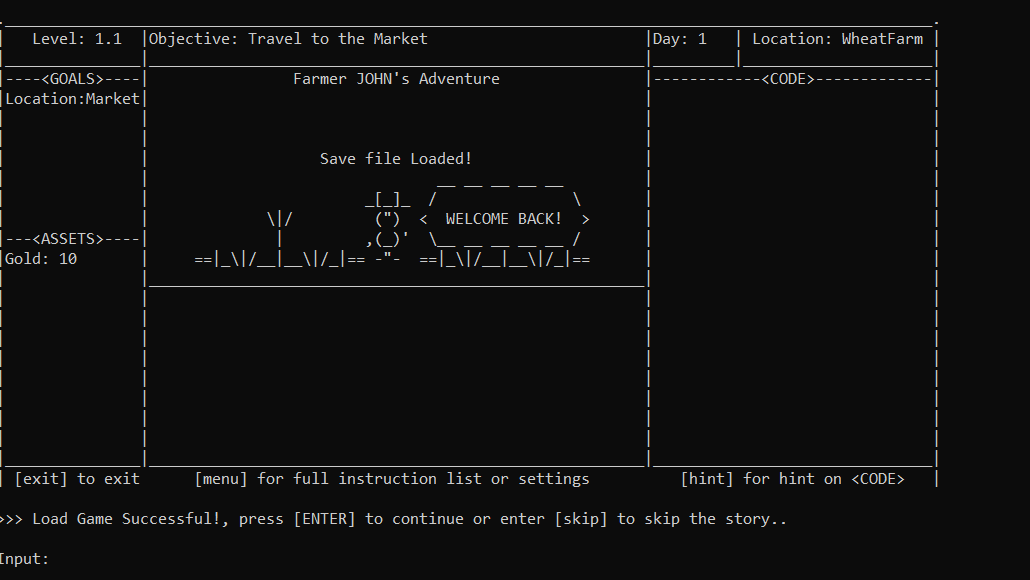 Level: 1.1 |Objective: Travel to the Market |Day: 1 | Location: WheatFarm
----<GOALS>---- Farmer JOHN's Adventure ------------<CODE>-------------
Location:Market
Save file Loaded!
WELCOME BACK!
---<ASSETS>----
Gold: 10
[exit] to exit [menu] for full instruction list or settings [hint] for hint on <CODE>
>>> Load Game Successful!, press [ENTER] to continue or enter [skip] to skip the story..
Input: